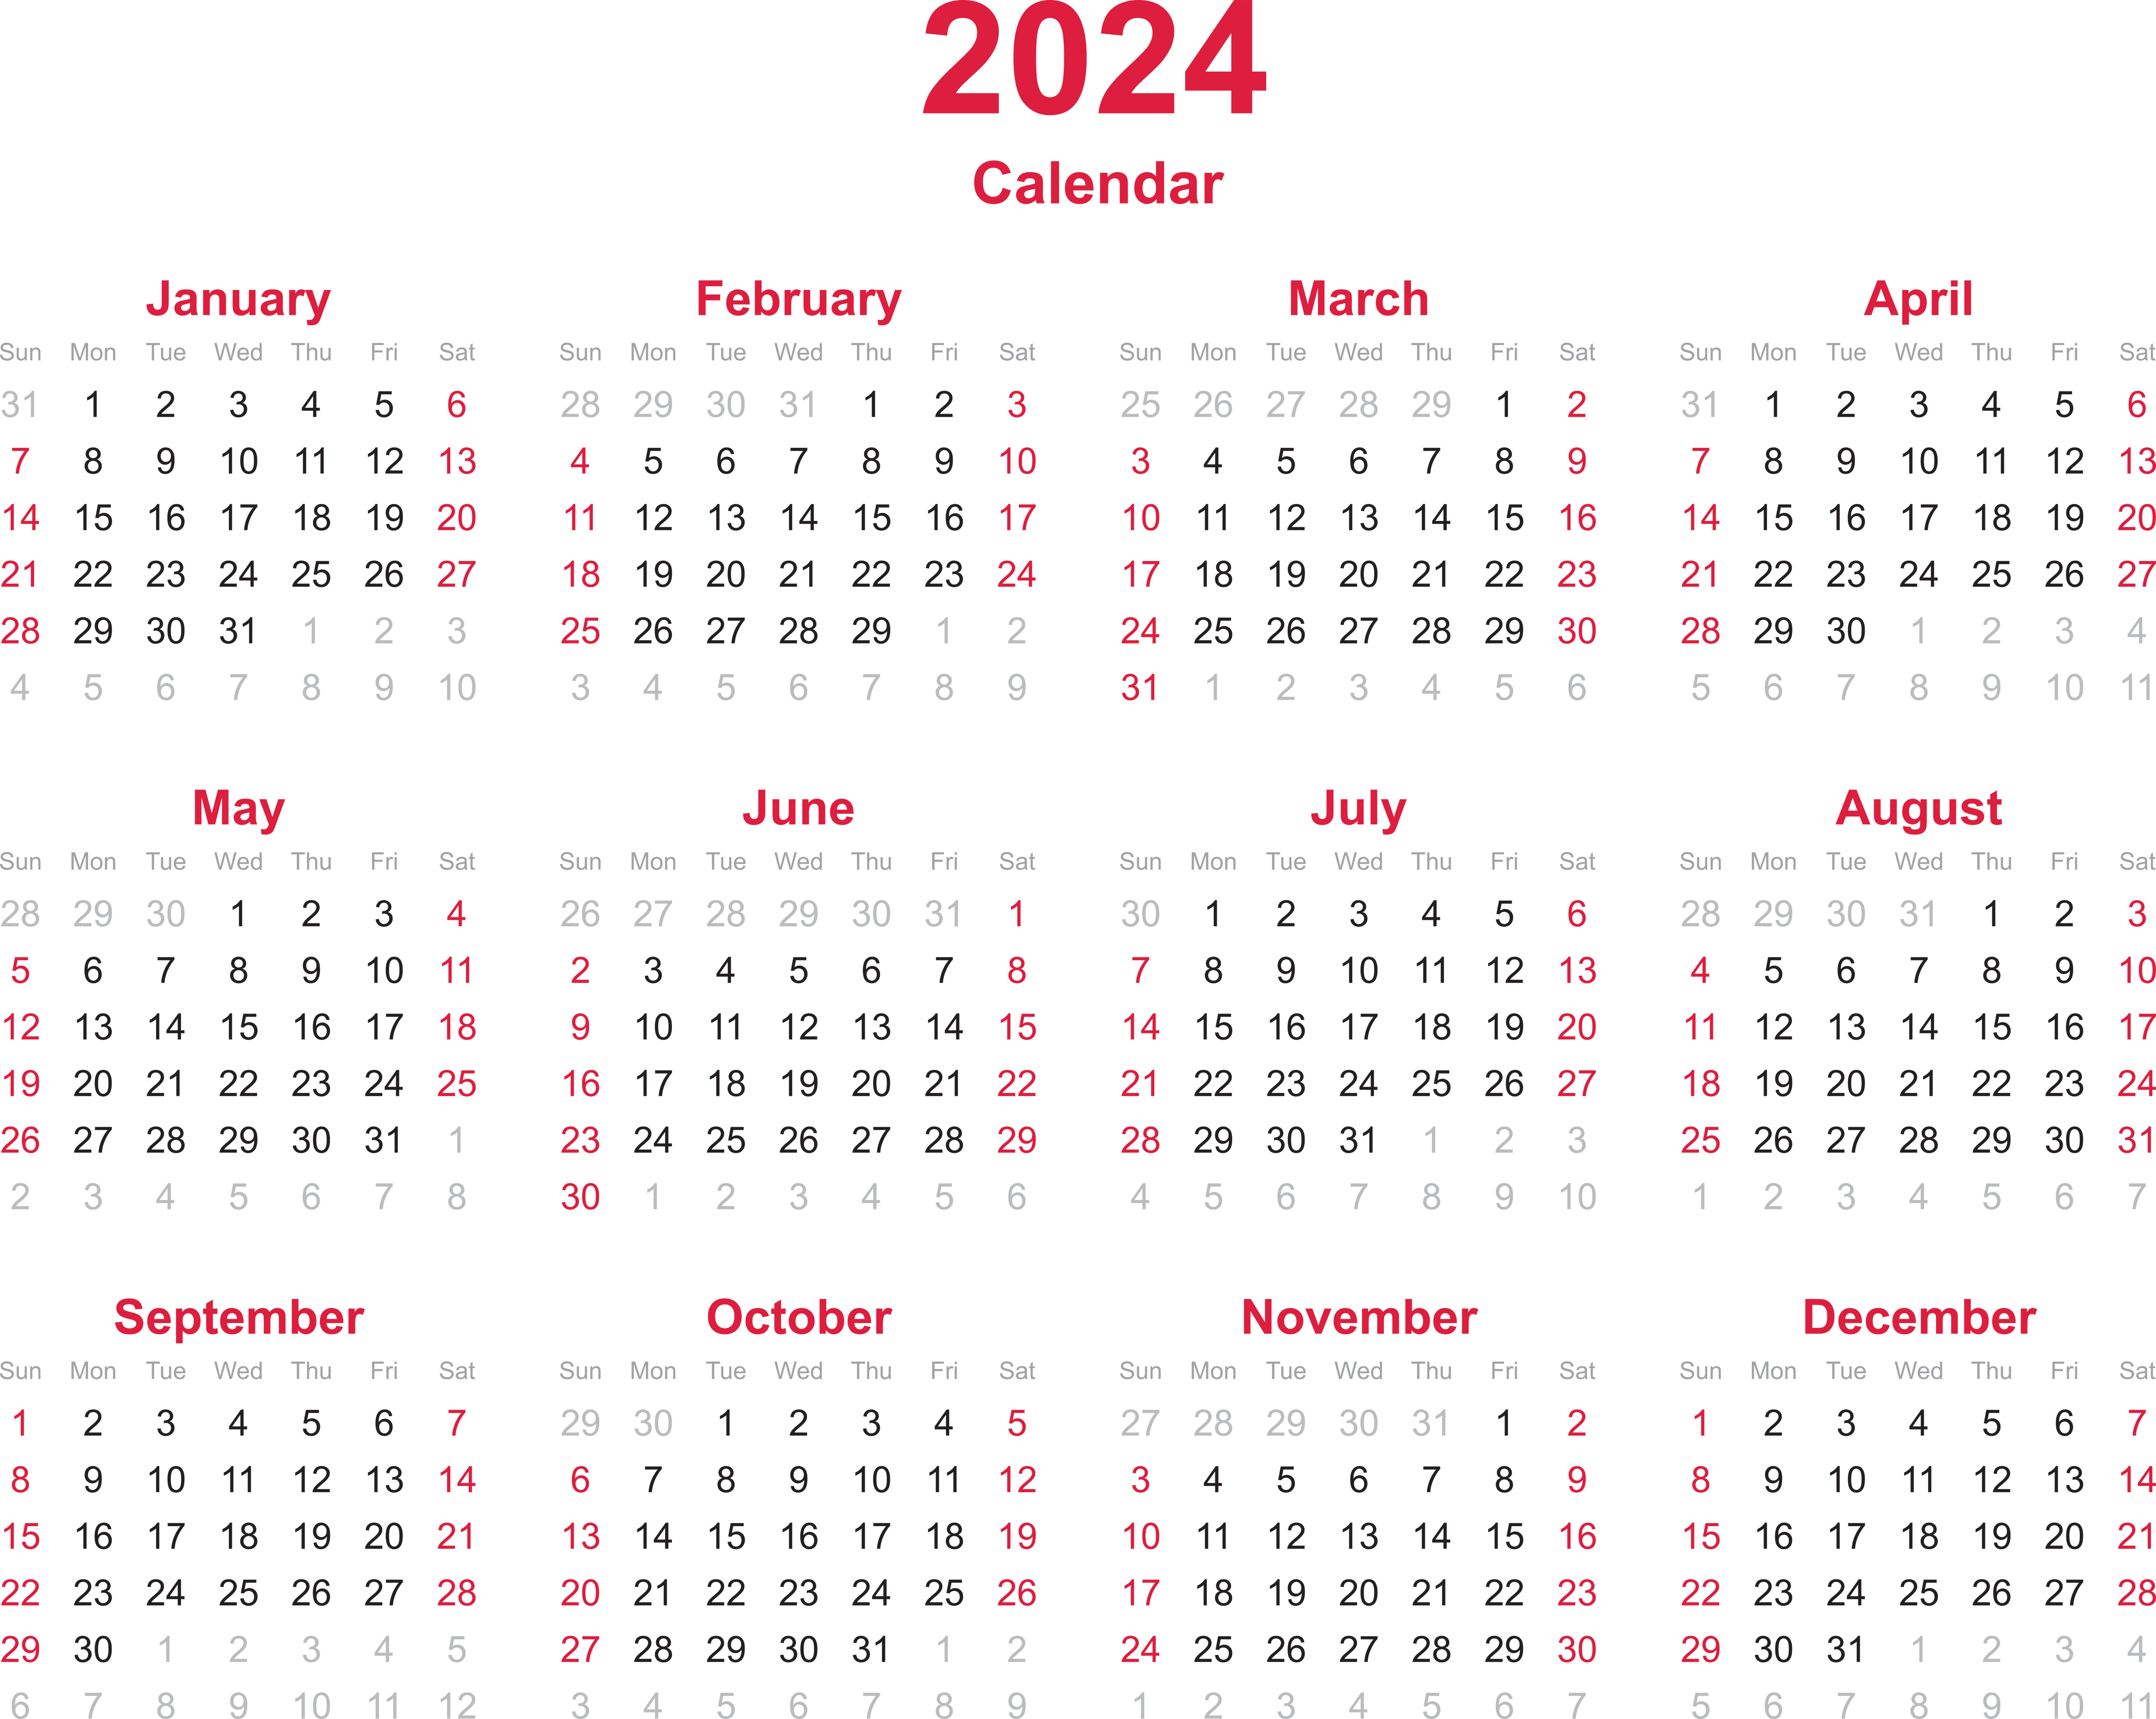 2024
Calendar
January February March April
Sun Mon Tue Wed Thu Fri Sat Sun Mon Tue Wed Thu Fri Sat Sun Mon Tue Wed Thu Fri Sat Sun Mon Tue Wed Thu Fri Sat
31 1 2 3 4 5 6 28 29 30 31 1 2 3 25 26 27 28 29 1 2 31 1 2 3 4 5 6
7 8 9 10 11 12 13 4 5 6 7 8 9 10 3 4 5 6 7 8 9 7 8 9 10 11 12 13
14 15 16 17 18 19 20 11 12 13 14 15 16 17 10 11 12 13 14 15 16 14 15 16 17 18 19 20
21 22 23 24 25 26 27 18 19 20 21 22 23 24 17 18 19 20 21 22 23 21 22 23 24 25 26 27
28 29 30 31 1 2 3 25 26 27 28 29 1 2 24 25 26 27 28 29 30 28 29 30 1 2 3 4
4 5 6 7 8 9 10 3 4 5 6 7 8 9 31 1 2 3 4 5 6 5 6 7 8 9 10 11
May June July August
Sun Mon Tue Wed Thu Fri Sat Sun Mon Tue Wed Thu Fri Sat Sun Mon Tue Wed Thu Fri Sat Sun Mon Tue Wed Thu Fri Sat
28 29 30 1 2 3 4 26 27 28 29 30 31 1 30 1 2 3 4 5 6 28 29 30 31 1 2 3
5 6 7 8 9 10 11 2 3 4 5 6 7 8 7 8 9 10 11 12 13 4 5 6 7 8 9 10
12 13 14 15 16 17 18 9 10 11 12 13 14 15 14 15 16 17 18 19 20 11 12 13 14 15 16 17
19 20 21 22 23 24 25 16 17 18 19 20 21 22 21 22 23 24 25 26 27 18 19 20 21 22 23 24
26 27 28 29 30 31 1 23 24 25 26 27 28 29 28 29 30 31 1 2 3 25 26 27 28 29 30 31
2 3 4 5 6 7 8 30 1 2 3 4 5 6 4 5 6 7 8 9 10 1 2 3 4 5 6 7
September October November December
Sun Mon Tue Wed Thu Fri Sat Sun Mon Tue Wed Thu Fri Sat Sun Mon Tue Wed Thu Fri Sat Sun Mon Tue Wed Thu Fri Sat
1 2 3 4 5 6 7 29 30 1 2 3 4 5 27 28 29 30 31 1 2 1 2 3 4 5 6 7
8 9 10 11 12 13 14 6 7 8 9 10 11 12 3 4 5 6 7 8 9 8 9 10 11 12 13 14
15 16 17 18 19 20 21 13 14 15 16 17 18 19 10 11 12 13 14 15 16 15 16 17 18 19 20 21
22 23 24 25 26 27 28 20 21 22 23 24 25 26 17 18 19 20 21 22 23 22 23 24 25 26 27 28
29 30 1 2 3 4 5 27 28 29 30 31 1 2 24 25 26 27 28 29 30 29 30 31 1 2 3 4
6 7 8 9 10 11 12 3 4 5 6 7 8 9 1 2 3 4 5 6 7 5 6 7 8 9 10 11